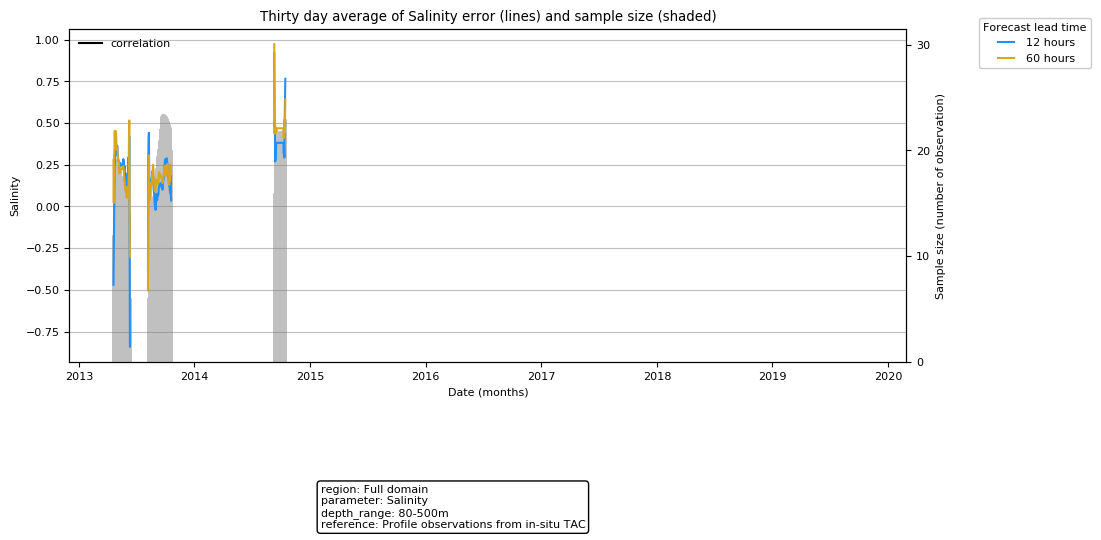 Thirty day average of Salinity error (lines) and sample size (shaded)
Forecast lead time
12 hours
60 hours
correlation
1.00
0.75
0.50
0.25
0.00
−0.25
−0.50
−0.75
Salinity
30
20
10
0
Sample size (number of observation)
2013 2014 2015 2016 2017 2018 2019 2020
Date (months)
region: Full domain
parameter: Salinity
depth_range: 80-500m
reference: Profile observations from in-situ TAC